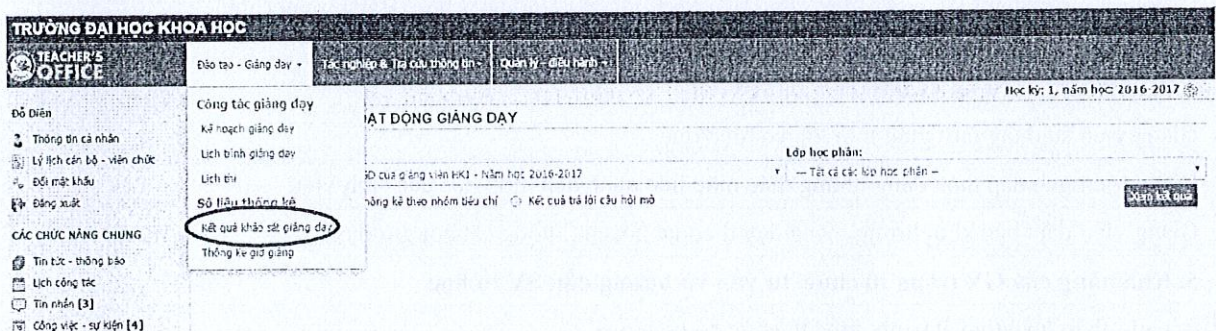 TRƯỜNG ĐẠI HỌC KHOA HỌC
TEACHER'S OFFICE
Đào tạo - Giảng dạy
Tác nghiệp & Tra cứu thông tin
Quản lý - điều hành
Học kỳ: 1, năm học: 2016-2017
Đỗ Diên
Thông tin cá nhân
Lý lịch cán bộ - viên chức
Đổi mật khẩu
Đăng xuất
CÁC CHỨC NĂNG CHUNG
Tin tức - thông báo
Lịch công tác
Tin nhắn [3]
Công việc - sự kiện [4]
Công tác giảng dạy
Kế hoạch giảng dạy
Lịch trình giảng dạy
Lịch thi
Số liệu thống kê
Kết quả khảo sát giảng dạy
Thống kê giờ giảng
ẠT ĐỘNG GIẢNG DẠY
Lớp học phần:
GD của giảng viên HK1 - Năm học 2016-2017
-- Tất cả các lớp học phần --
hống kê theo nhóm tiêu chí
Kết quả trả lời câu hỏi mở
Xem kết quả